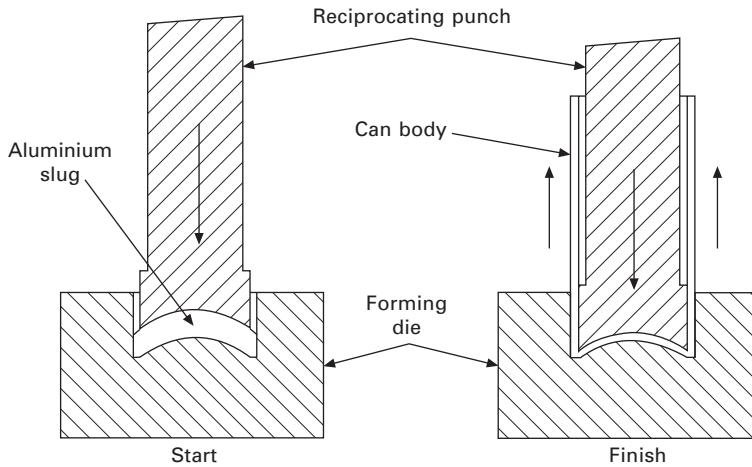 Reciprocating punch
Can body
Aluminium
slug
Forming
die
Start
Finish